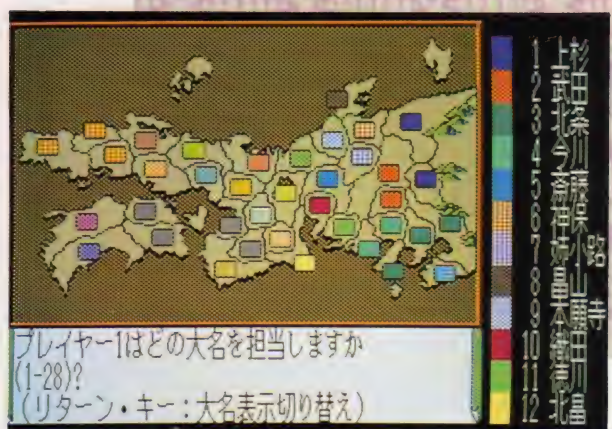 プレイヤー1はどの大名を担当しますか
(1-28)?
(リターン・キー：大名表示切り替え)
1 上杉
2 武田
3 北条
4 今川
5 斎藤
6 神保
7 姉小路
8 畠山
9 本願寺
10 織田
11 徳川
12 北畠